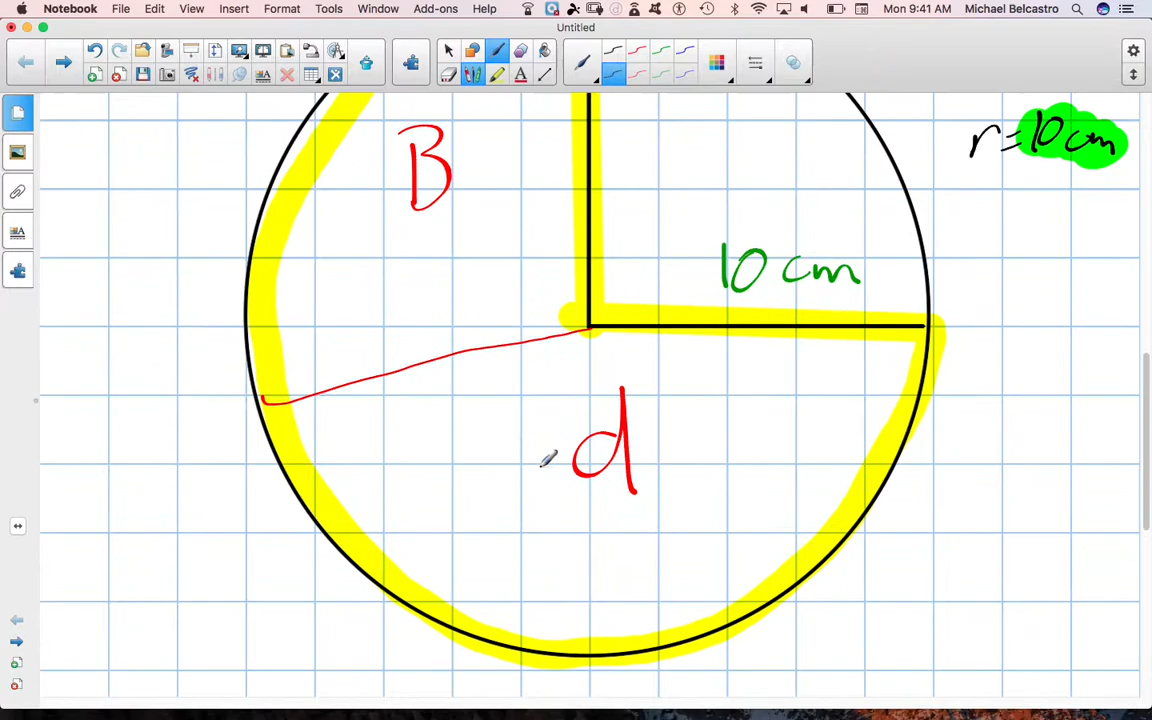 Notebook File Edit View Insert Format Tools Window Add-ons Help Mon 9:41 AM Michael Belcastro
Untitled
B
r=10cm
10 cm
d